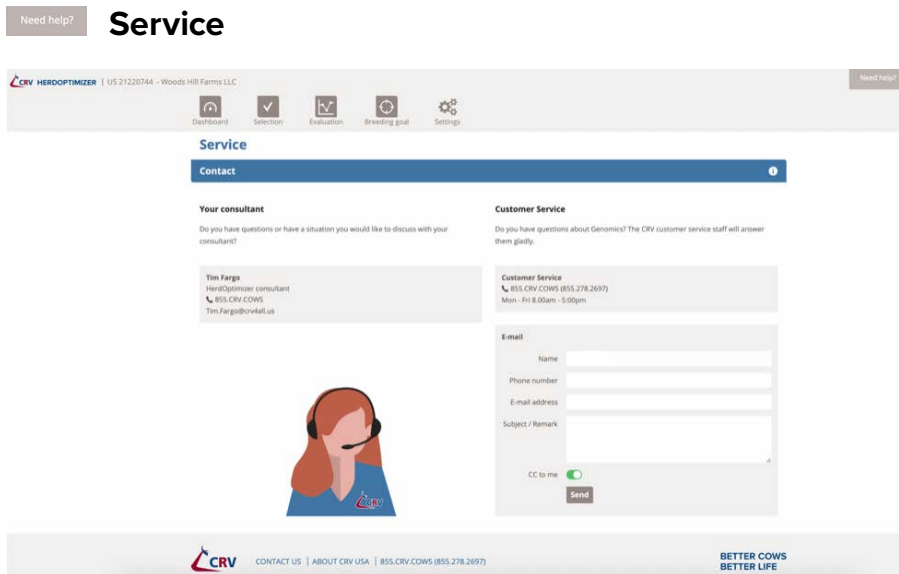 Need help?
Service
CRV HERDOPTIMIZER | US 21220744 - Woods Hill Farms LLC
Need help?
Dashboard
Selection
Evaluation
Breeding goal
Settings
Service
Contact
Your consultant
Do you have questions or have a situation you would like to discuss with your
consultant?
Tim Fargo
HerdOptimizer consultant
855.CRV.COWS
Tim.Fargo@crv4all.us
Customer Service
Do you have questions about Genomics? The CRV customer service staff will answer
them gladly.
Customer Service
855.CRV.COWS (855.278.2697)
Mon - Fri 8.00am - 5:00pm
E-mail
Name
Phone number
E-mail address
Subject / Remark
CC to me
Send
CRV
CRV
CONTACT US | ABOUT CRV USA | 855.CRV.COWS (855.278.2697)
BETTER COWS
BETTER LIFE